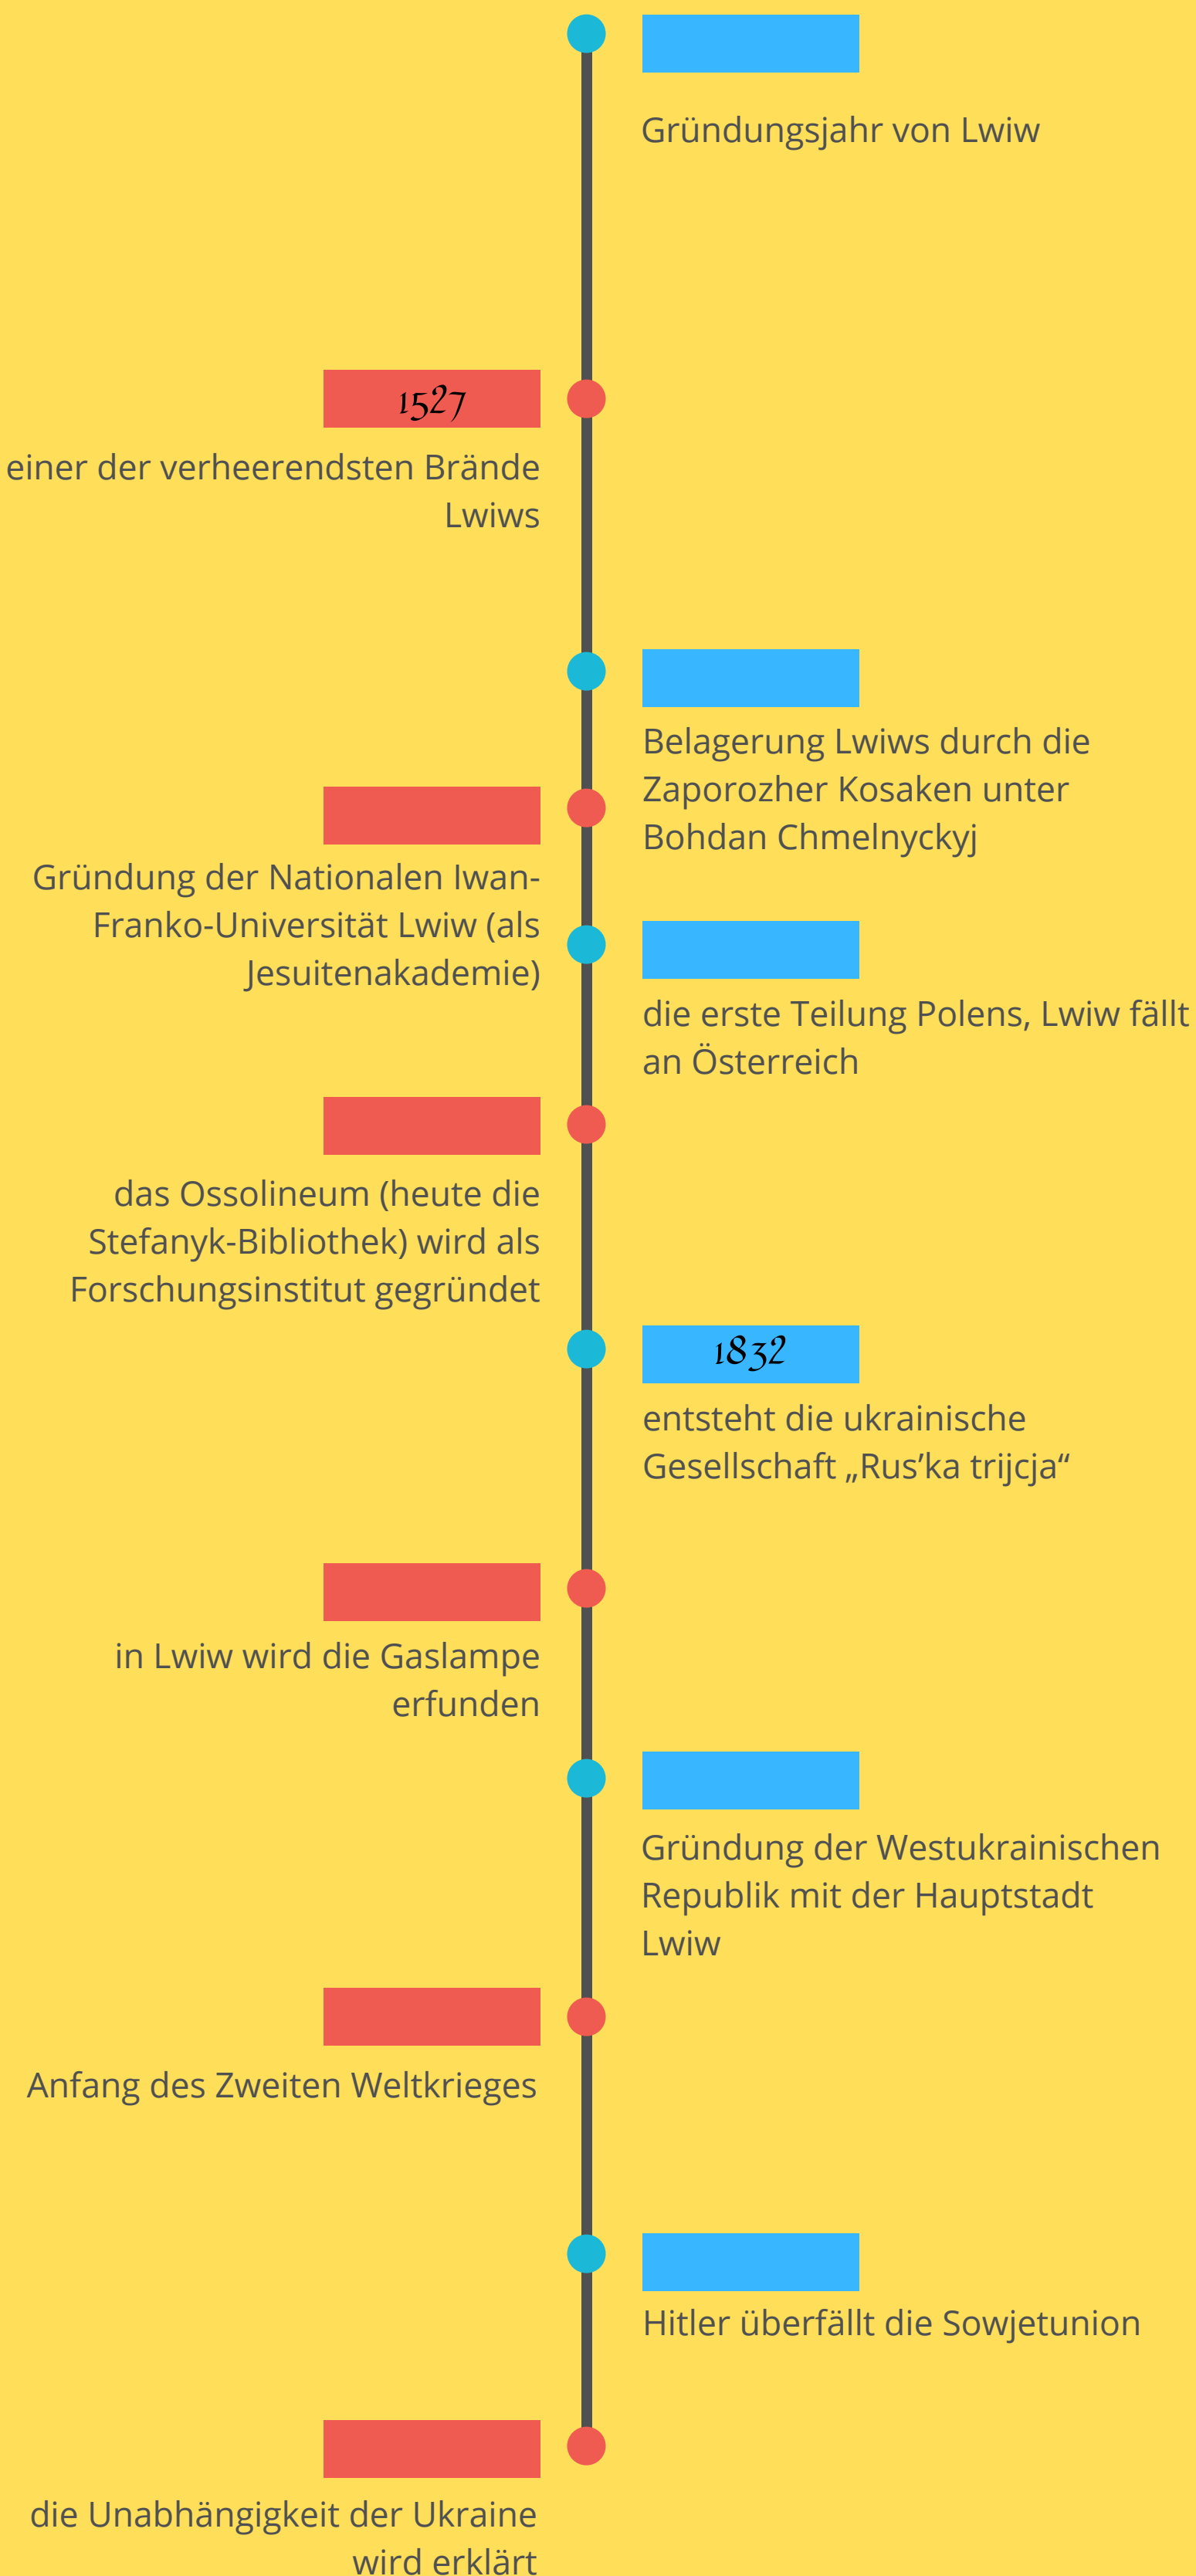 Gründungsjahr von Lwiw
1527
einer der verheerendsten Brände
Lwiws
Belagerung Lwiws durch die
Zaporozher Kosaken unter
Bohdan Chmelnyckyj
Gründung der Nationalen Iwan-
Franko-Universität Lwiw (als
Jesuitenakademie)
die erste Teilung Polens, Lwiw fällt
an Österreich
das Ossolineum (heute die
Stefanyk-Bibliothek) wird als
Forschungsinstitut gegründet
1832
entsteht die ukrainische
Gesellschaft „Rus’ka trijcja“
in Lwiw wird die Gaslampe
erfunden
Gründung der Westukrainischen
Republik mit der Hauptstadt
Lwiw
Anfang des Zweiten Weltkrieges
Hitler überfällt die Sowjetunion
die Unabhängigkeit der Ukraine
wird erklärt